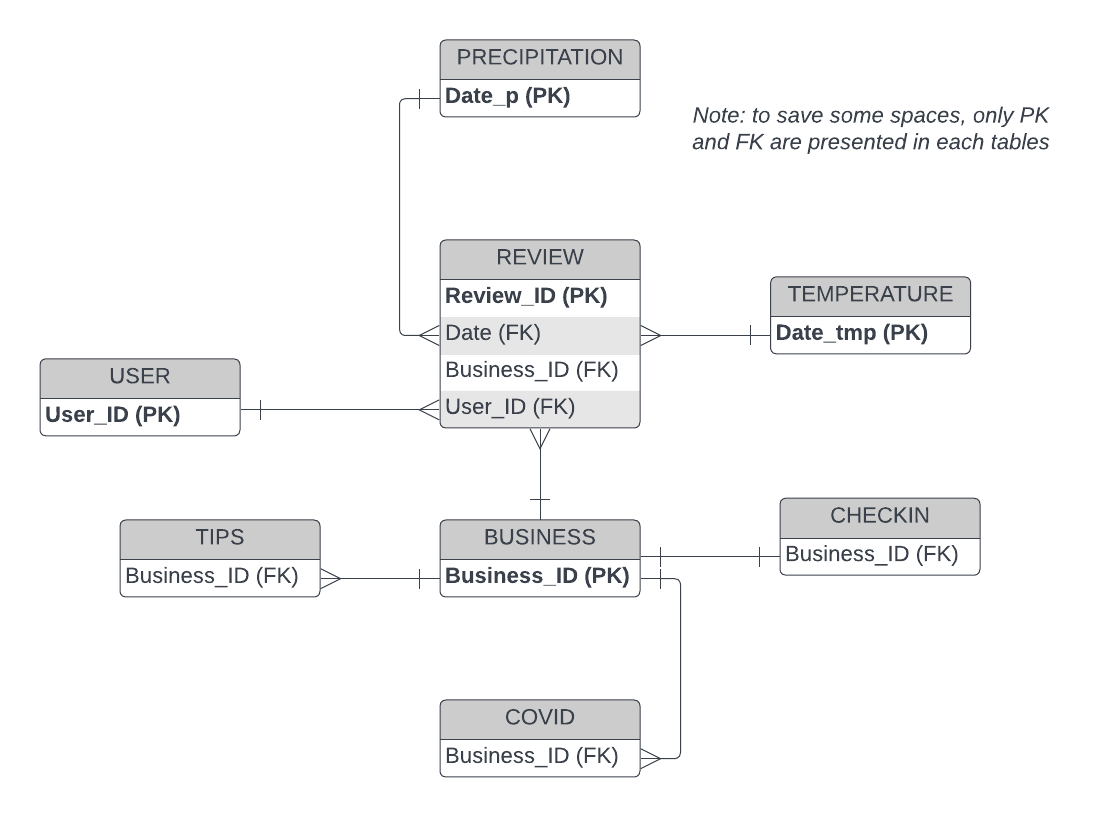 PRECIPITATION
Date_p (PK)
Note: to save some spaces, only PK
and FK are presented in each tables
REVIEW
Review_ID (PK)
Date (FK)
Business_ID (FK)
User_ID (FK)
TEMPERATURE
Date_tmp (PK)
USER
User_ID (PK)
TIPS
Business_ID (FK)
BUSINESS
Business_ID (PK)
CHECKIN
Business_ID (FK)
COVID
Business_ID (FK)